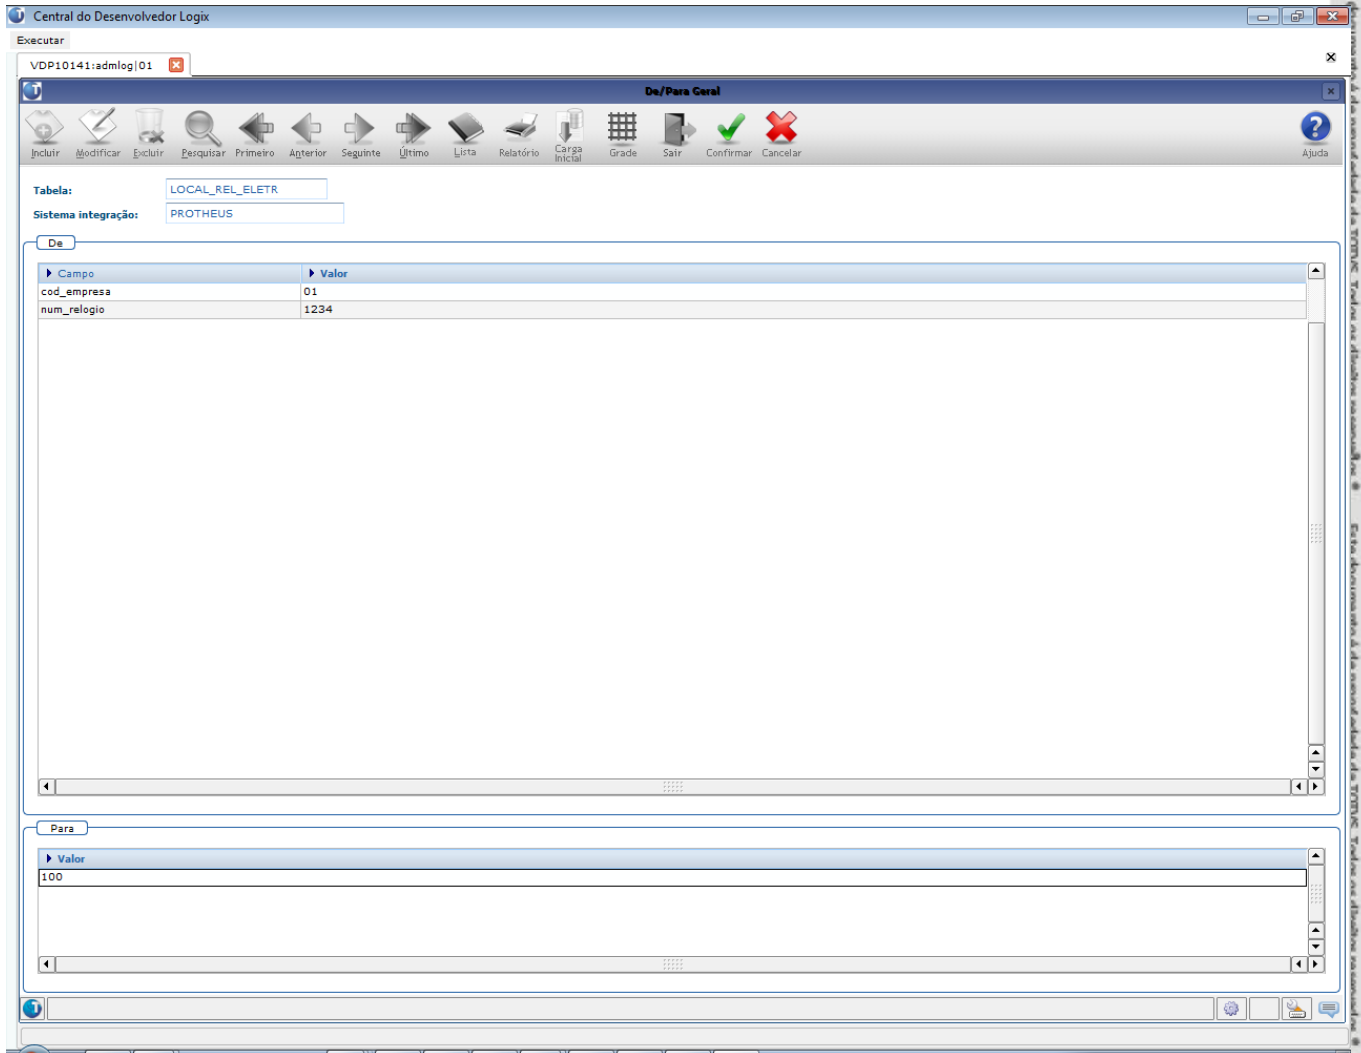 Central do Desenvolvedor Logix
Executar
VDP10141:admlog|01
De/Para Geral
Incluir Modificar Excluir Pesquisar Primeiro Anterior Seguinte Último Lista Relatório Carga Inicial Grade Sair Confirmar Cancelar Ajuda
Tabela: LOCAL_REL_ELETR
Sistema integração: PROTHEUS
De
Campo Valor
cod_empresa 01
num_relogio 1234
Para
Valor
100